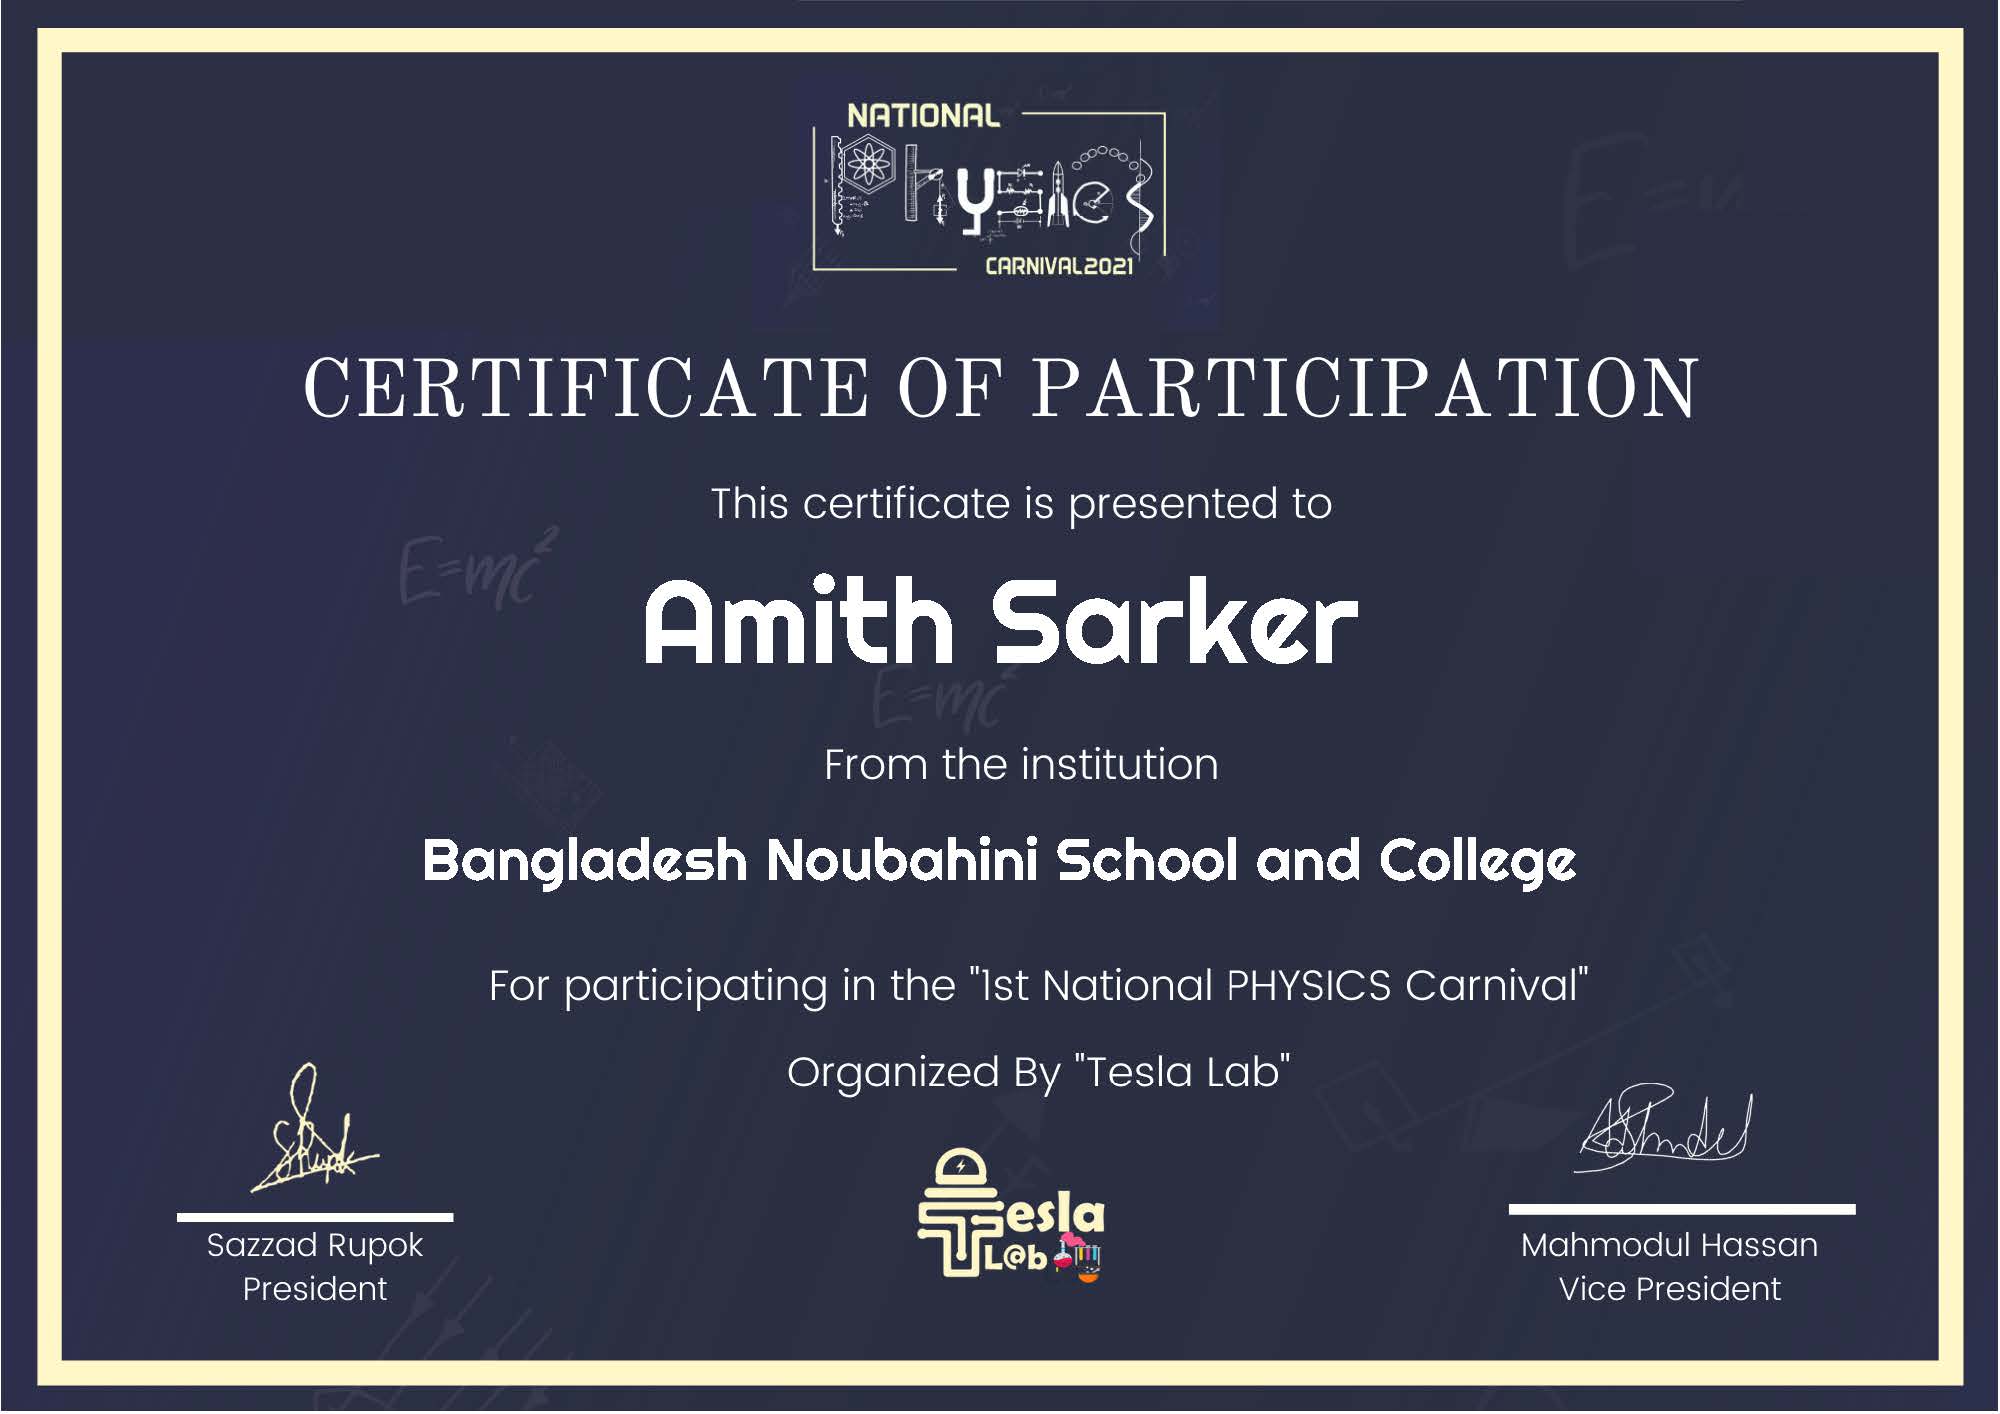 NATIONAL
Physics
CARNIVAL2021
CERTIFICATE OF PARTICIPATION
This certificate is presented to
E=mc²
Amith Sarker
E=mc²
From the institution
Bangladesh Noubahini School and College
For participating in the "1st National PHYSICS Carnival"
Organized By "Tesla Lab"
Tesla
L@b
Sazzad Rupok
President
Mahmodul Hassan
Vice President